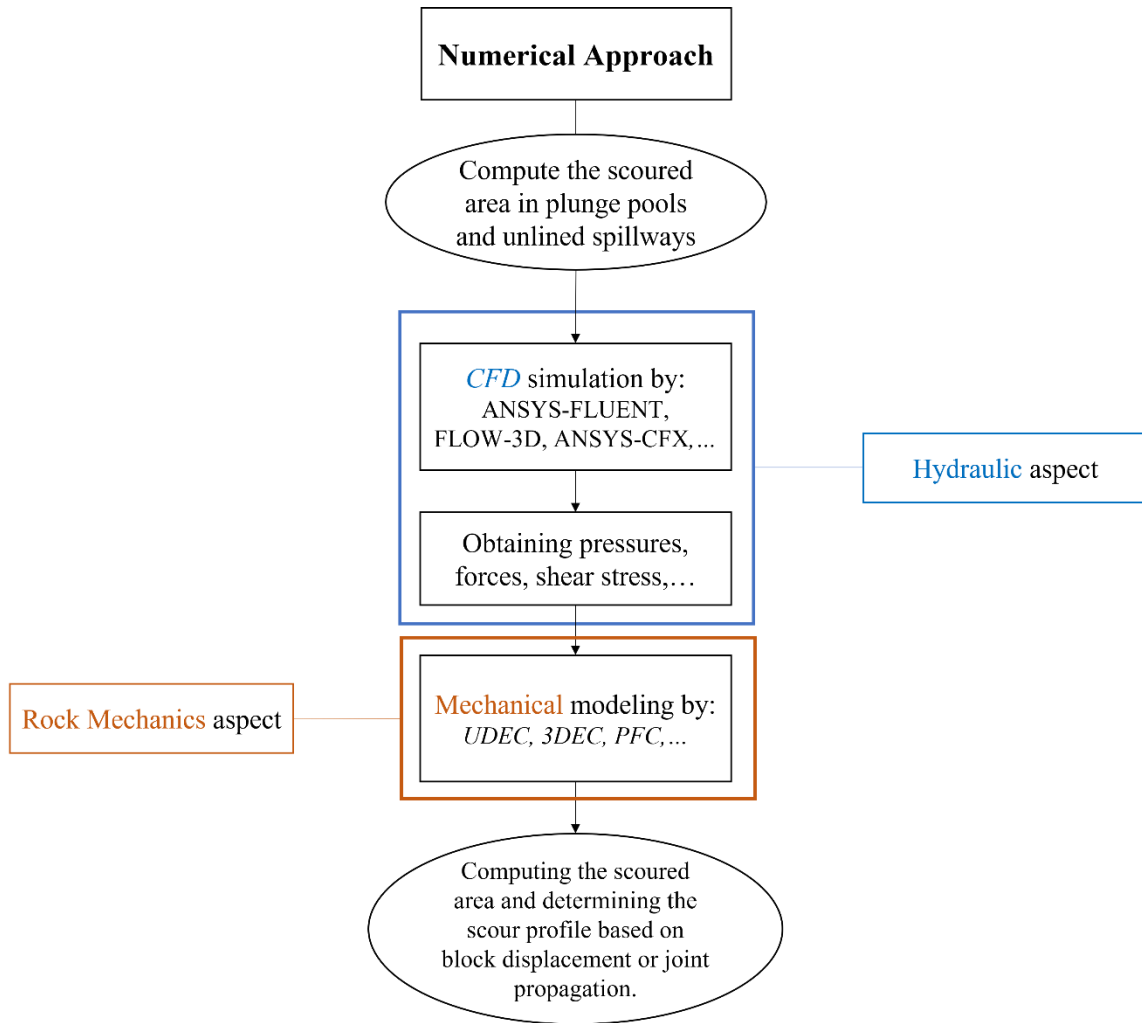 Numerical Approach
Compute the scoured
area in plunge pools
and unlined spillways
CFD simulation by:
ANSYS-FLUENT,
FLOW-3D, ANSYS-CFX,...
Hydraulic aspect
Obtaining pressures,
forces, shear stress,...
Mechanical modeling by:
UDEC, 3DEC, PFC,...
Rock Mechanics aspect
Computing the scoured
area and determining the
scour profile based on
block displacement or joint
propagation.